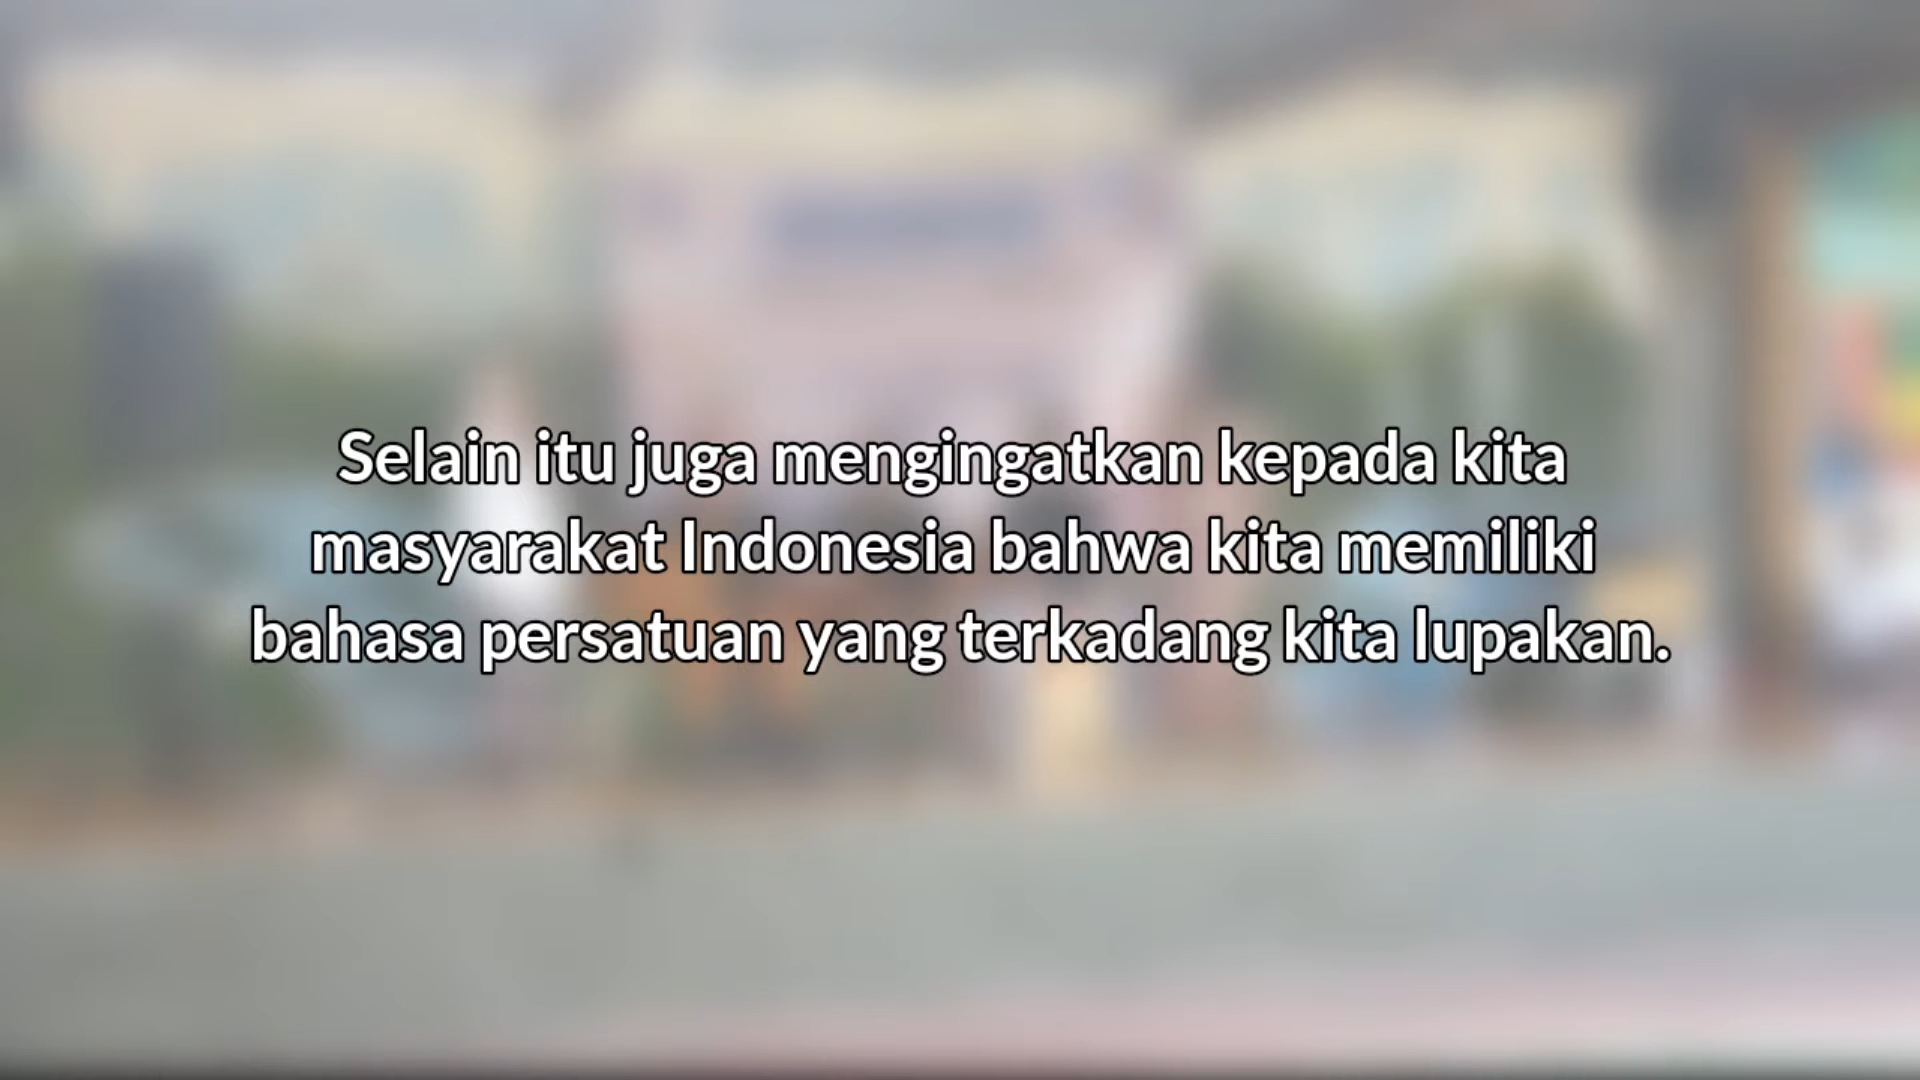 Selain itu juga mengingatkan kepada kita
masyarakat Indonesia bahwa kita memiliki
bahasa persatuan yang terkadang kita lupakan.